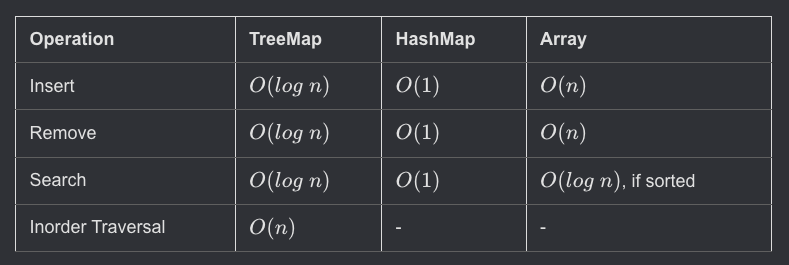 Operation TreeMap HashMap Array
Insert O(log n) O(1) O(n)
Remove O(log n) O(1) O(n)
Search O(log n) O(1) O(log n), if sorted
Inorder Traversal O(n) - -